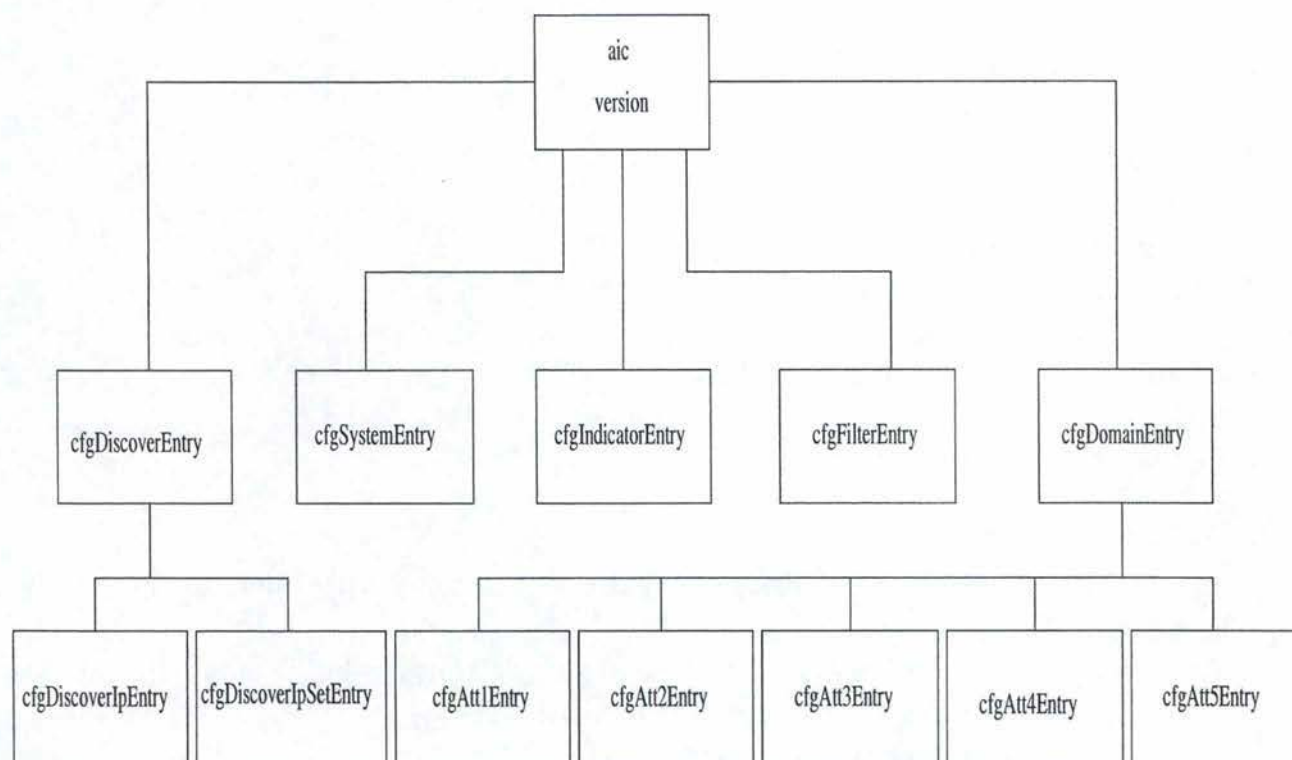 aic
version
cfgDiscoverEntry
cfgSystemEntry
cfgIndicatorEntry
cfgFilterEntry
cfgDomainEntry
cfgDiscoverIpEntry
cfgDiscoverIpSetEntry
cfgAtt1Entry
cfgAtt2Entry
cfgAtt3Entry
cfgAtt4Entry
cfgAtt5Entry